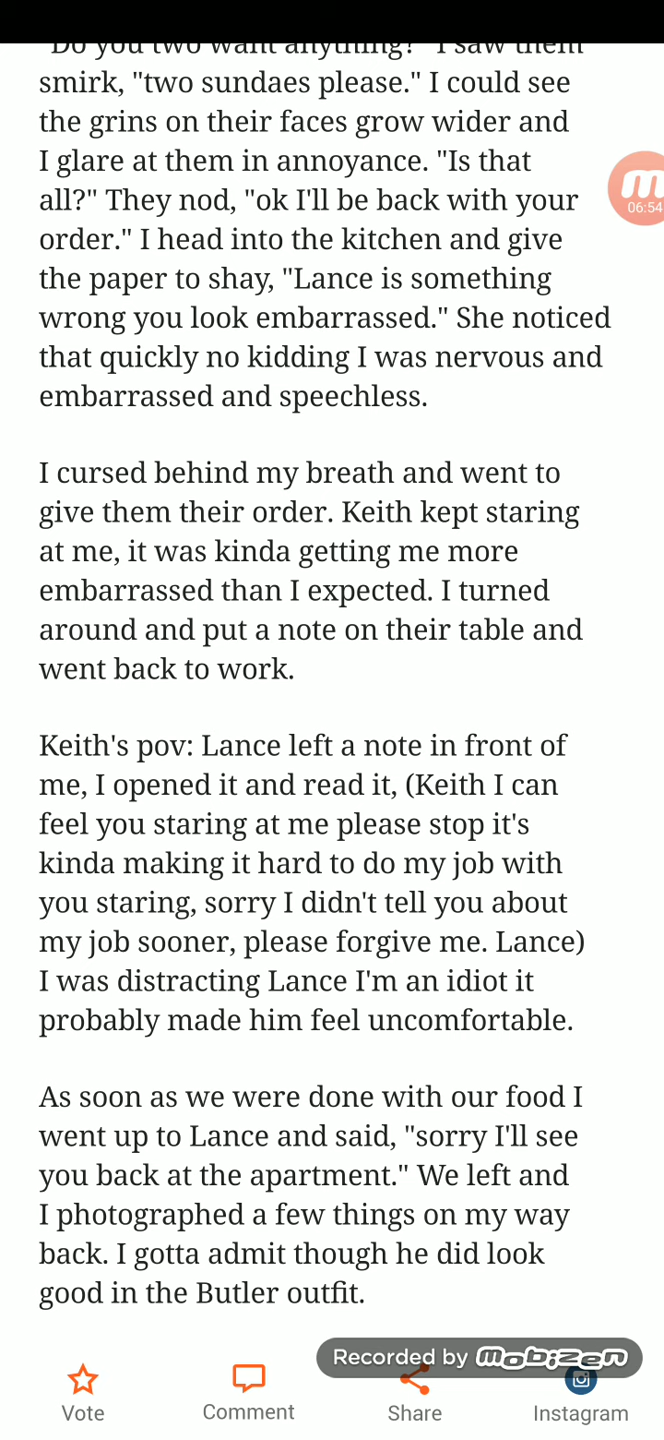 "Do you two want anything?" I saw them
smirk, "two sundaes please." I could see
the grins on their faces grow wider and
I glare at them in annoyance. "Is that
all?" They nod, "ok I'll be back with your
order." I head into the kitchen and give
the paper to shay, "Lance is something
wrong you look embarrassed." She noticed
that quickly no kidding I was nervous and
embarrassed and speechless.
I cursed behind my breath and went to
give them their order. Keith kept staring
at me, it was kinda getting me more
embarrassed than I expected. I turned
around and put a note on their table and
went back to work.
Keith's pov: Lance left a note in front of
me, I opened it and read it, (Keith I can
feel you staring at me please stop it's
kinda making it hard to do my job with
you staring, sorry I didn't tell you about
my job sooner, please forgive me. Lance)
I was distracting Lance I'm an idiot it
probably made him feel uncomfortable.
As soon as we were done with our food I
went up to Lance and said, "sorry I'll see
you back at the apartment." We left and
I photographed a few things on my way
back. I gotta admit though he did look
good in the Butler outfit.
06:54
Recorded by mobizen
Vote
Comment
Share
Instagram